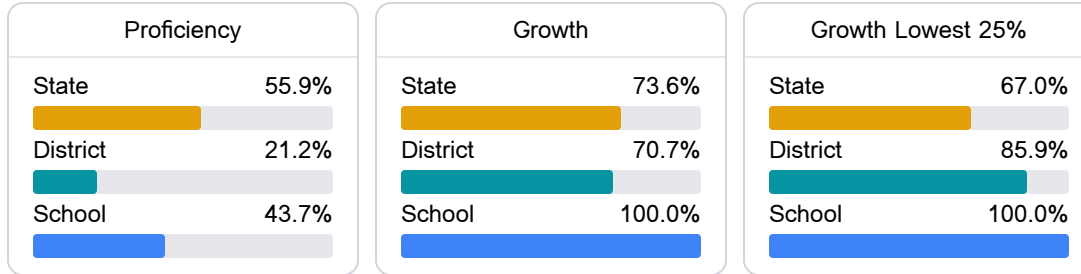 Proficiency
State 55.9%
District 21.2%
School 43.7%
Growth
State 73.6%
District 70.7%
School 100.0%
Growth Lowest 25%
State 67.0%
District 85.9%
School 100.0%